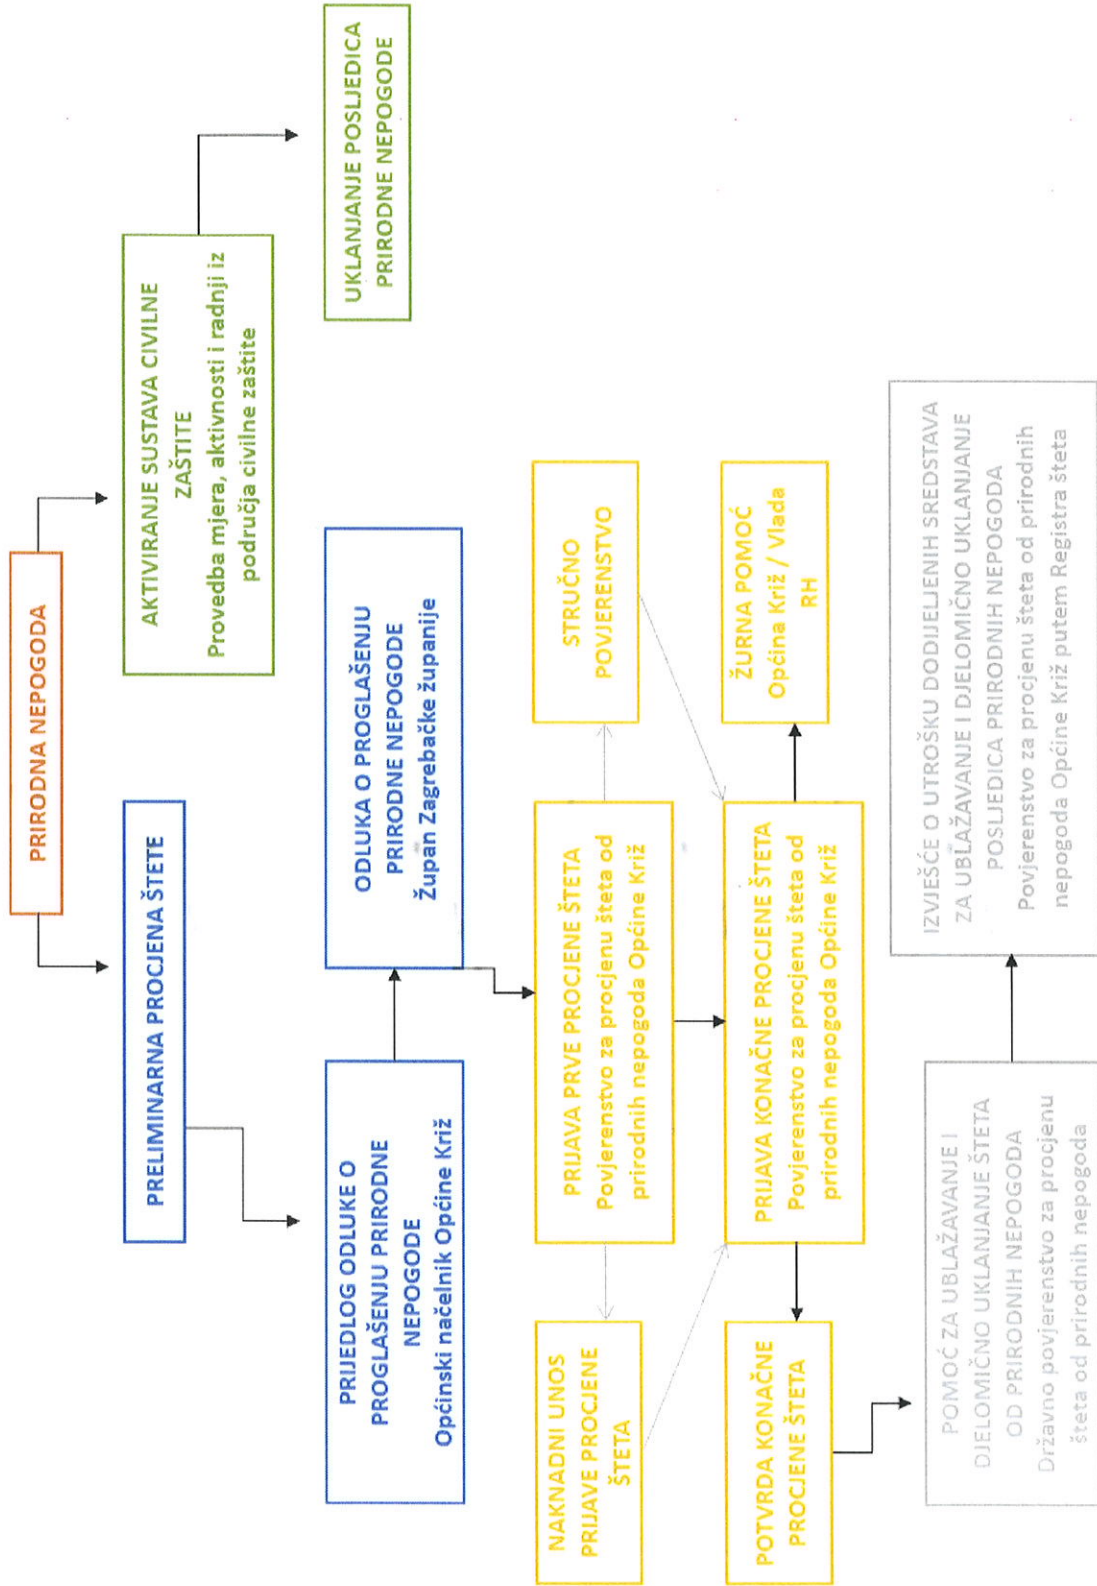 PRIRODNA NEPOGODA
PRELIMINARNA PROCJENA ŠTETE
AKTIVIRANJE SUSTAVA CIVILNE
ZAŠTITE
Provedba mjera, aktivnosti i radnji iz
područja civilne zaštite
PRIJEDLOG ODLUKE O
PROGLAŠENJU PRIRODNE
NEPOGODE
Općinski načelnik Općine Križ
ODLUKA O PROGLAŠENJU
PRIRODNE NEPOGODE
Župan Zagrebačke županije
UKLANJANJE POSLJEDICA
PRIRODNE NEPOGODE
NAKNADNI UNOS
PRIJAVE PROCJENE
ŠTETA
PRIJAVA PRVE PROCJENE ŠTETA
Povjerenstvo za procjenu šteta od
prirodnih nepogoda Općine Križ
STRUČNO
POVJERENSTVO
POTVRDA KONAČNE
PROCJENE ŠTETA
PRIJAVA KONAČNE PROCJENE ŠTETA
Povjerenstvo za procjenu šteta od
prirodnih nepogoda Općine Križ
ŽURNA POMOĆ
Općina Križ / Vlada
RH
POMOĆ ZA UBLAŽAVANJE I
DJELOMIČNO UKLANJANJE ŠTETA
OD PRIRODNIH NEPOGODA
Državno povjerenstvo za procjenu
šteta od prirodnih nepogoda
IZVJEŠĆE O UTROŠKU DODIJELJENIH SREDSTAVA
ZA UBLAŽAVANJE I DJELOMIČNO UKLANJANJE
POSLJEDICA PRIRODNIH NEPOGODA
Povjerenstvo za procjenu šteta od prirodnih
nepogoda Općine Križ putem Registra šteta